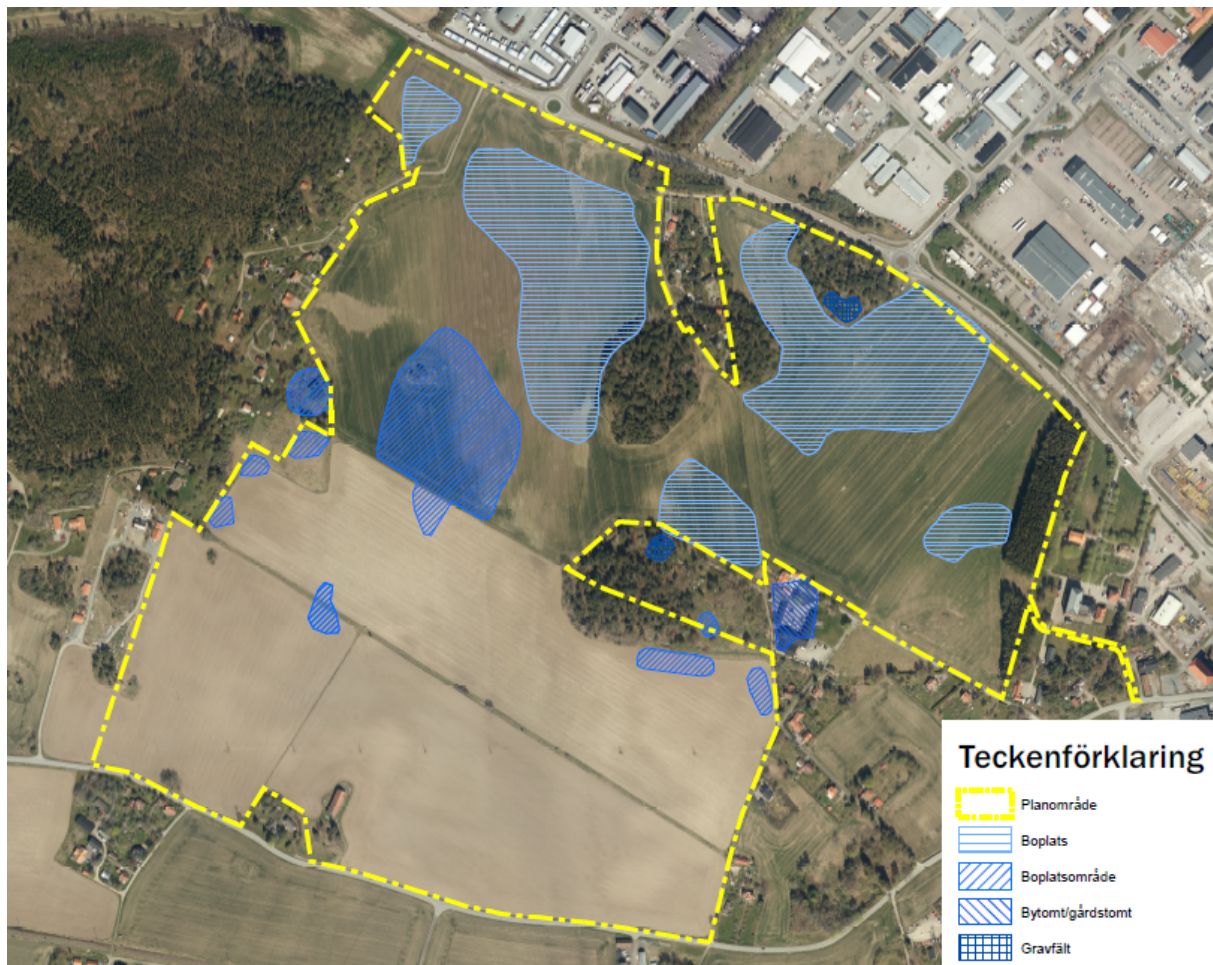 Teckenförklaring
Planområde
Boplats
Boplatsområde
Bytomt/gårdstomt
Gravfält